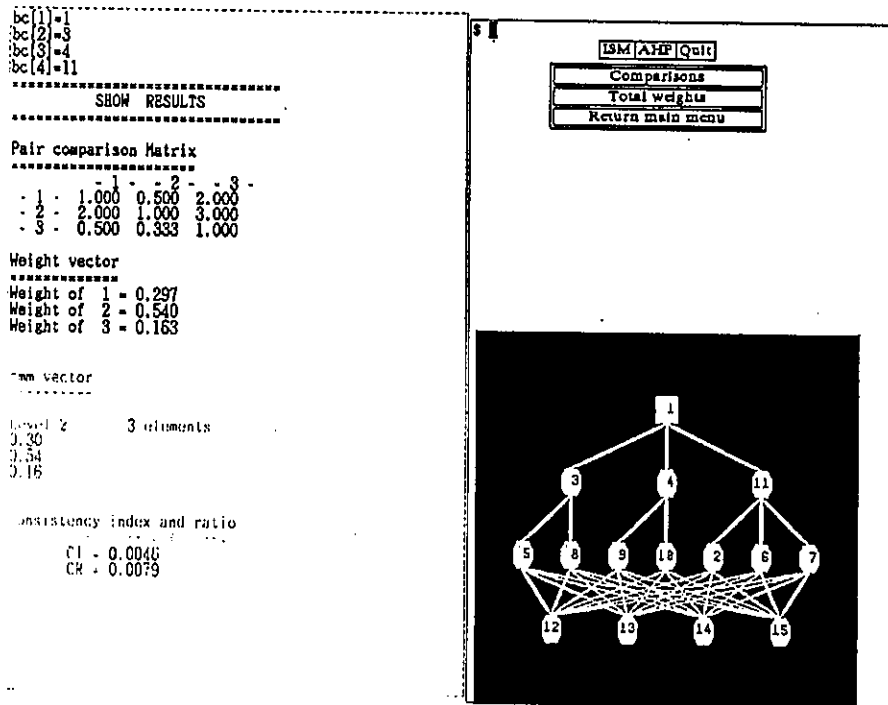 bc[1]=1
bc[2]=3
bc[3]=4
bc[4]=11
SHOW RESULTS
Pair comparison Matrix
- 1 - - 2 - - 3 -
- 1 - 1.000 0.500 2.000
- 2 - 2.000 1.000 3.000
- 3 - 0.500 0.333 1.000
Weight vector
Weight of 1 = 0.297
Weight of 2 = 0.540
Weight of 3 = 0.163
vector
Level 2 3 elements
0.30
0.54
0.16
onsistency index and ratio
CI = 0.0046
CR = 0.0079
$
ISM AHP Quit
Comparisons
Total weights
Return main menu
1
3 4 11
5 8 9 10 2 6 7
12 13 14 15